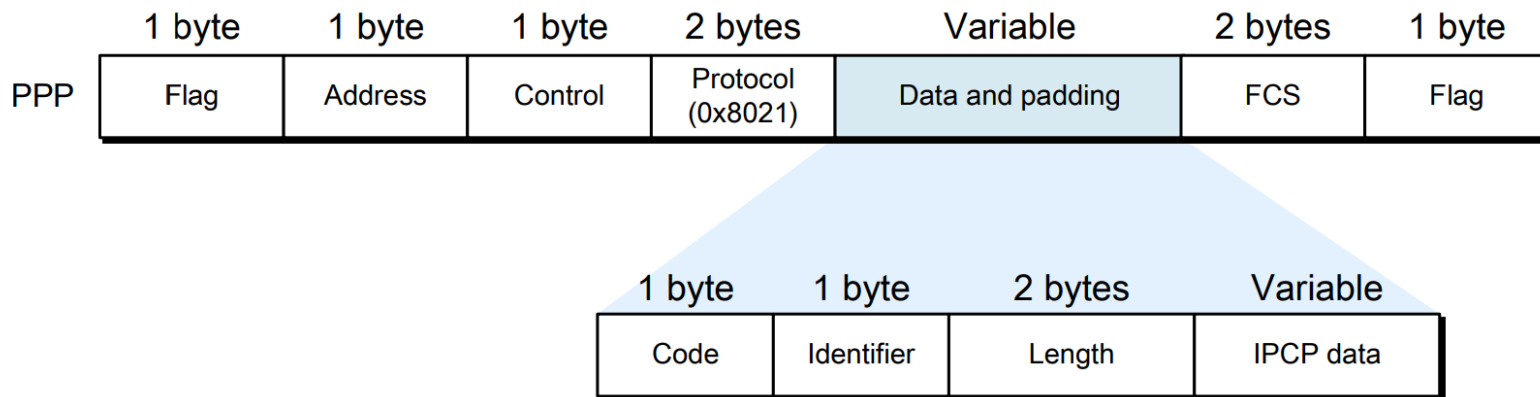 1 byte 1 byte 1 byte 2 bytes Variable 2 bytes 1 byte
PPP Flag Address Control Protocol (0x8021) Data and padding FCS Flag
1 byte 1 byte 2 bytes Variable
Code Identifier Length IPCP data